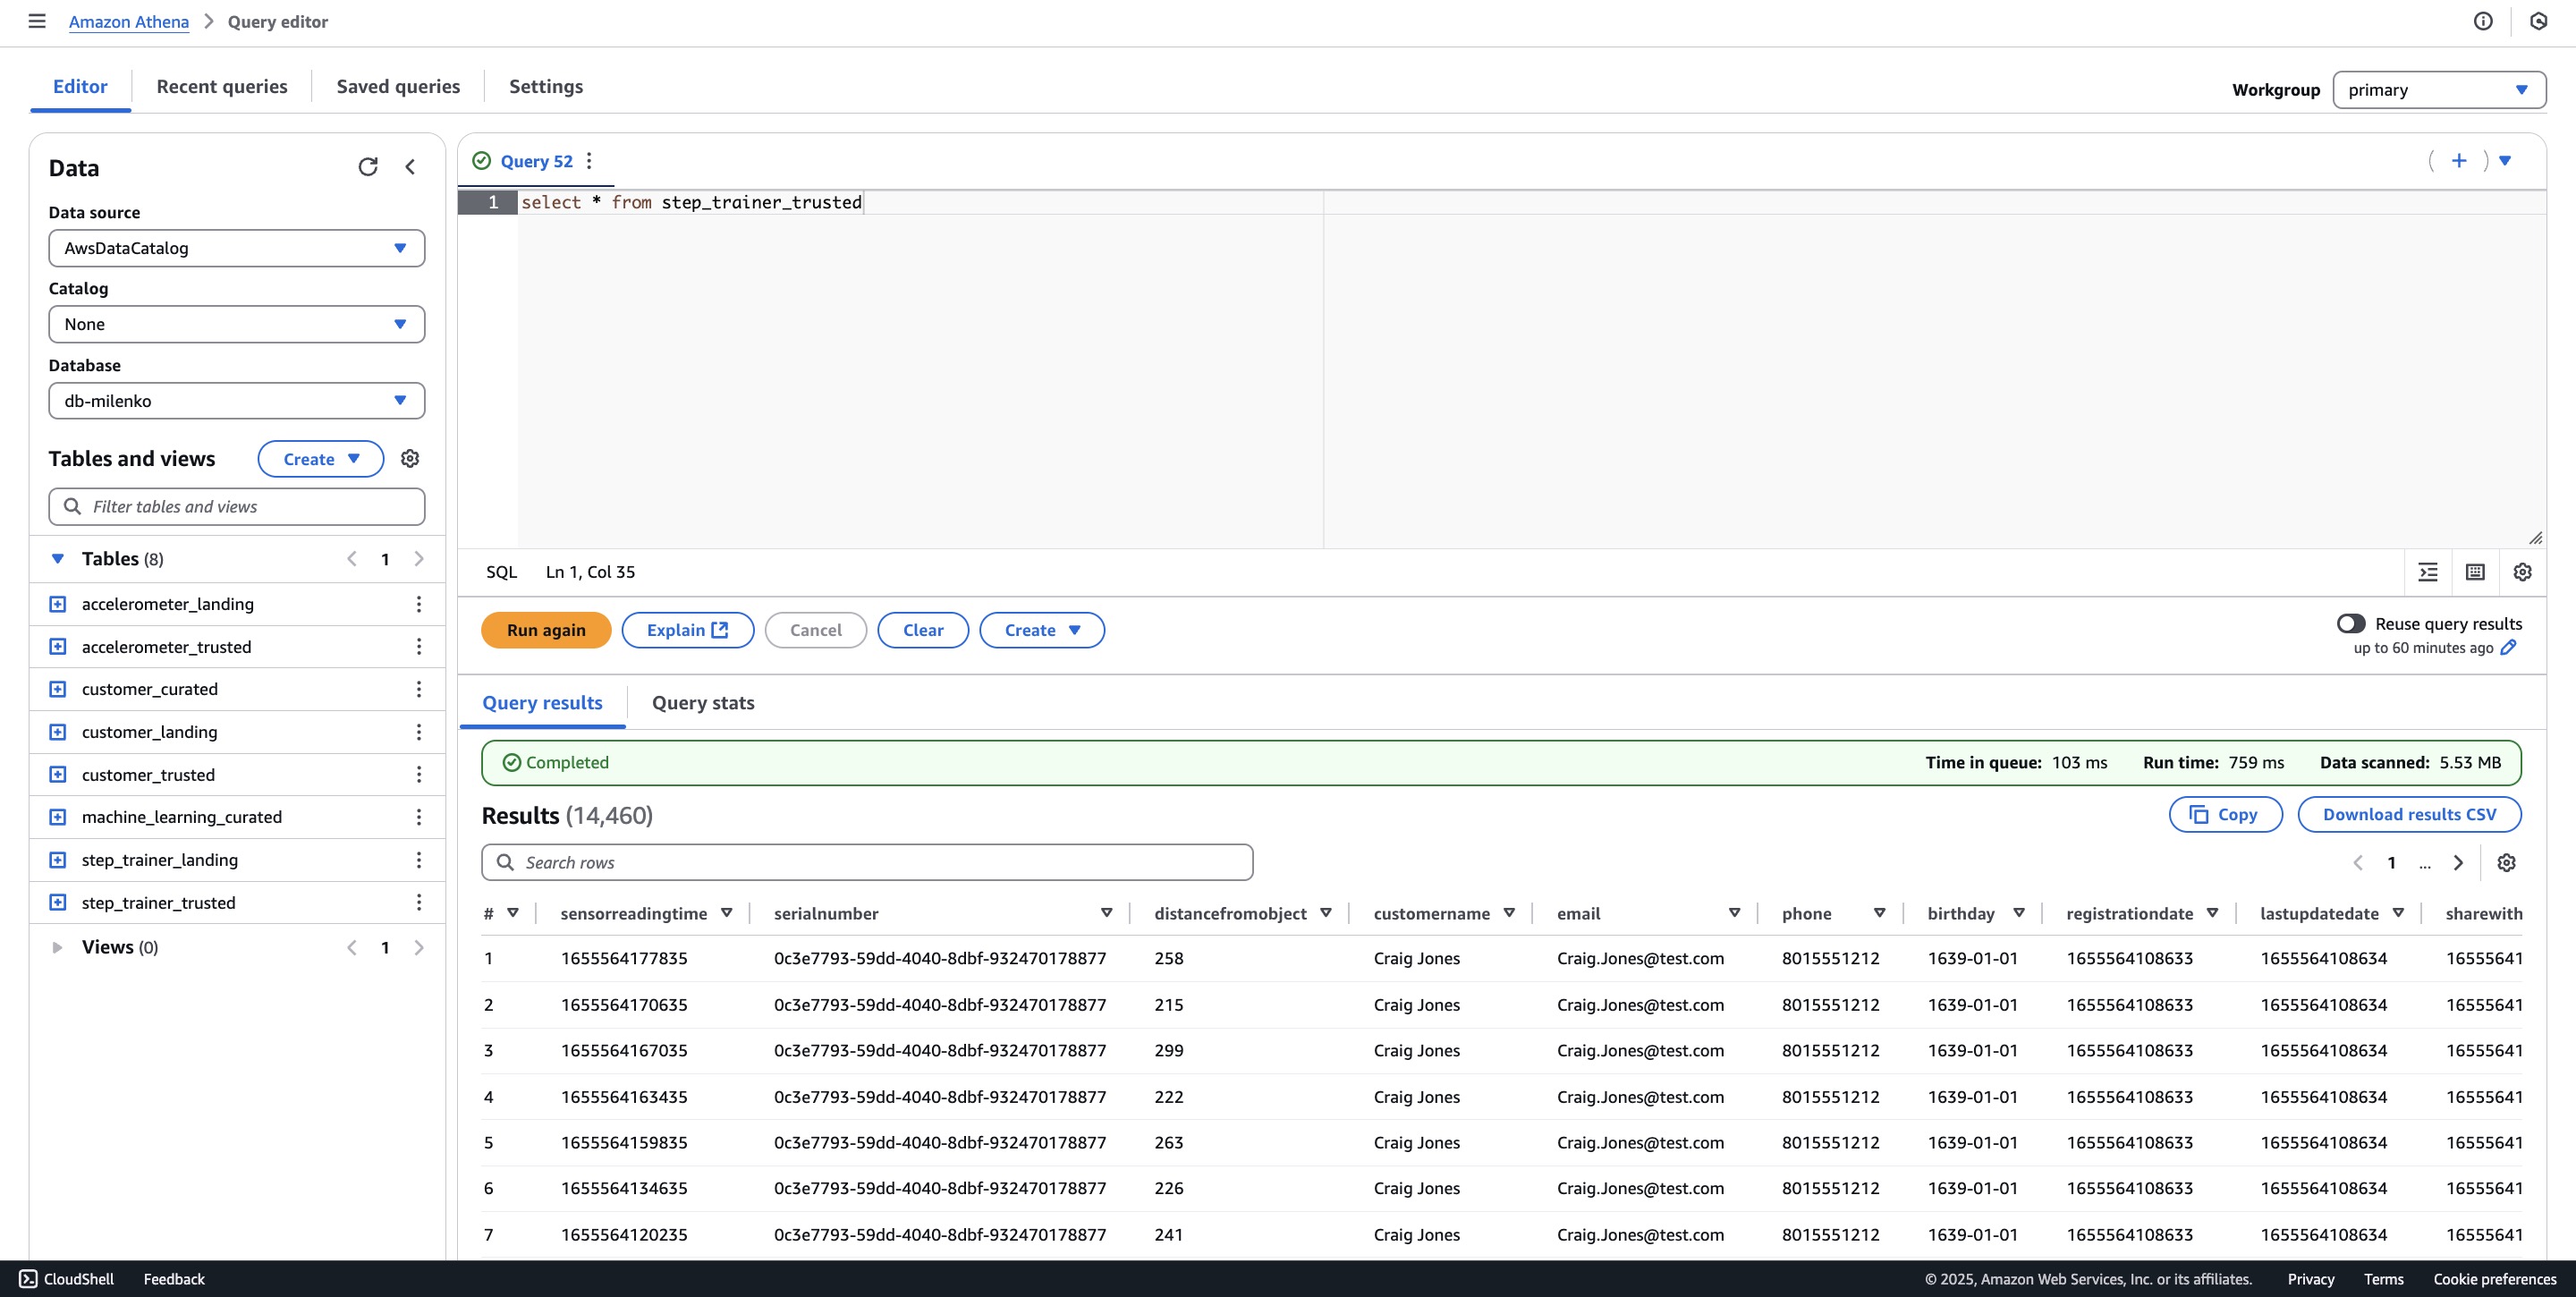 Amazon Athena > Query editor
Editor Recent queries Saved queries Settings Workgroup primary
Data
Data source
AwsDataCatalog
Catalog
None
Database
db-milenko
Tables and views Create
Filter tables and views
Tables (8) < 1 >
accelerometer_landing
accelerometer_trusted
customer_curated
customer_landing
customer_trusted
machine_learning_curated
step_trainer_landing
step_trainer_trusted
Views (0) < 1 >
Query 52
1 select * from step_trainer_trusted
SQL Ln 1, Col 35
Run again Explain Cancel Clear Create
Reuse query results
up to 60 minutes ago
Query results Query stats
Completed Time in queue: 103 ms Run time: 759 ms Data scanned: 5.53 MB
Results (14,460) Copy Download results CSV
Search rows < 1 ... >
# sensorreadingtime serialnumber distancefromobject customername email phone birthday registrationdate lastupdatedate sharewith
1 1655564177835 0c3e7793-59dd-4040-8dbf-932470178877 258 Craig Jones Craig.Jones@test.com 8015551212 1639-01-01 1655564108633 1655564108634 16555641
2 1655564170635 0c3e7793-59dd-4040-8dbf-932470178877 215 Craig Jones Craig.Jones@test.com 8015551212 1639-01-01 1655564108633 1655564108634 16555641
3 1655564167035 0c3e7793-59dd-4040-8dbf-932470178877 299 Craig Jones Craig.Jones@test.com 8015551212 1639-01-01 1655564108633 1655564108634 16555641
4 1655564163435 0c3e7793-59dd-4040-8dbf-932470178877 222 Craig Jones Craig.Jones@test.com 8015551212 1639-01-01 1655564108633 1655564108634 16555641
5 1655564159835 0c3e7793-59dd-4040-8dbf-932470178877 263 Craig Jones Craig.Jones@test.com 8015551212 1639-01-01 1655564108633 1655564108634 16555641
6 1655564134635 0c3e7793-59dd-4040-8dbf-932470178877 226 Craig Jones Craig.Jones@test.com 8015551212 1639-01-01 1655564108633 1655564108634 16555641
7 1655564120235 0c3e7793-59dd-4040-8dbf-932470178877 241 Craig Jones Craig.Jones@test.com 8015551212 1639-01-01 1655564108633 1655564108634 16555641
CloudShell Feedback © 2025, Amazon Web Services, Inc. or its affiliates. Privacy Terms Cookie preferences